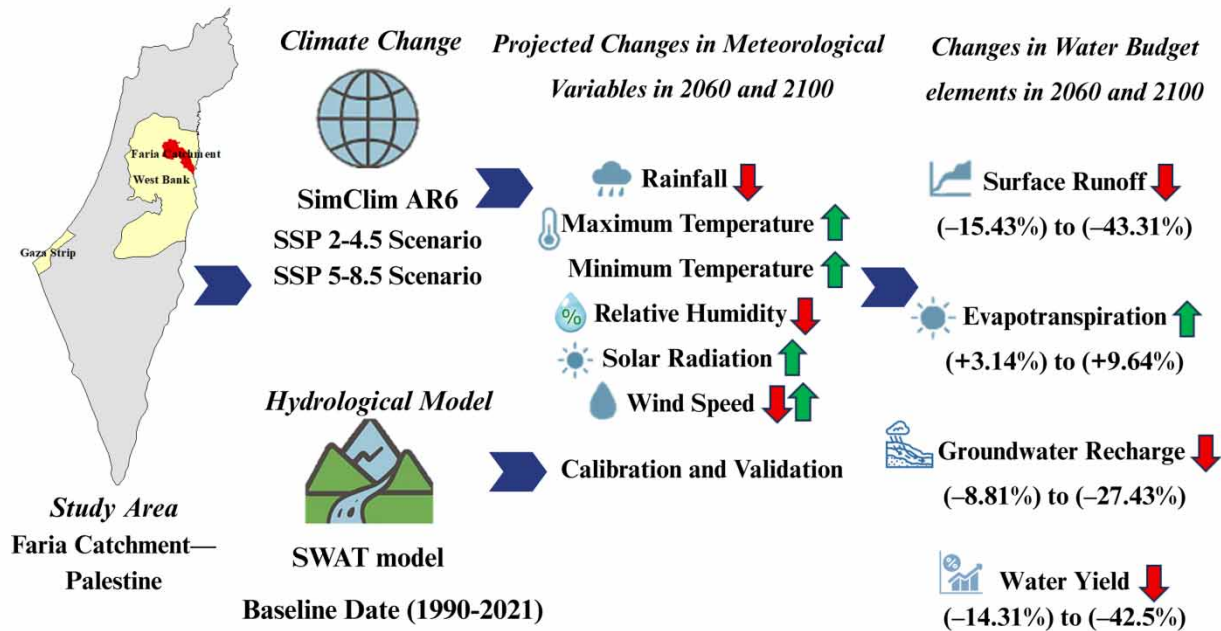 Faria Catchment
West Bank
Gaza Strip
Study Area
Faria Catchment—
Palestine
Climate Change
SimClim AR6
SSP 2-4.5 Scenario
SSP 5-8.5 Scenario
Hydrological Model
SWAT model
Baseline Date (1990-2021)
Projected Changes in Meteorological
Variables in 2060 and 2100
Rainfall
Maximum Temperature
Minimum Temperature
%
Relative Humidity
Solar Radiation
Wind Speed
Calibration and Validation
Changes in Water Budget
elements in 2060 and 2100
Surface Runoff
(–15.43%) to (–43.31%)
Evapotranspiration
(+3.14%) to (+9.64%)
Groundwater Recharge
(–8.81%) to (–27.43%)
%
Water Yield
(–14.31%) to (–42.5%)